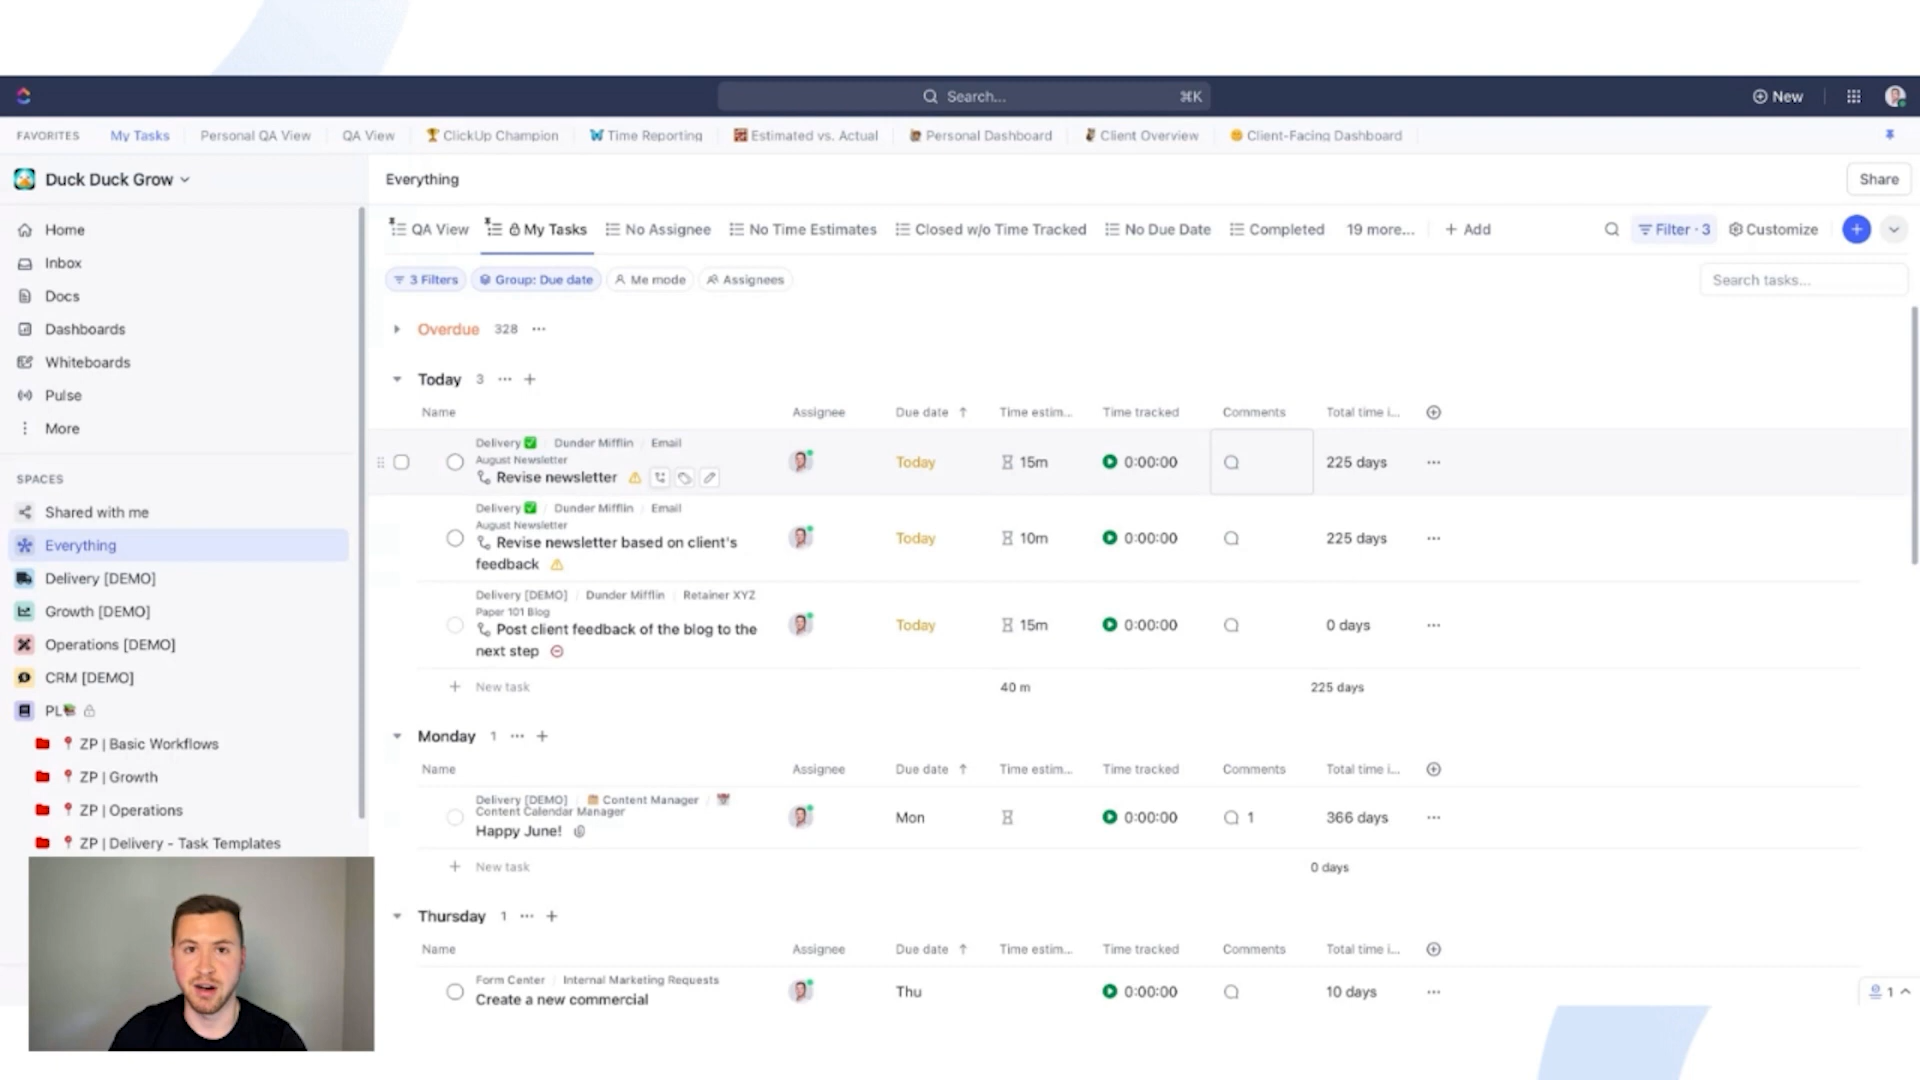 Search...
⌘K
New
FAVORITES
My Tasks
Personal QA View
QA View
ClickUp Champion
Time Reporting
Estimated vs. Actual
Personal Dashboard
Client Overview
Client-Facing Dashboard
Duck Duck Grow
Everything
Share
Home
Inbox
Docs
Dashboards
Whiteboards
Pulse
More
SPACES
Shared with me
Everything
Delivery [DEMO]
Growth [DEMO]
Operations [DEMO]
CRM [DEMO]
PL
ZP | Basic Workflows
ZP | Growth
ZP | Operations
ZP | Delivery - Task Templates
QA View
My Tasks
No Assignee
No Time Estimates
Closed w/o Time Tracked
No Due Date
Completed
19 more...
+ Add
Filter · 3
Customize
3 Filters
Group: Due date
Me mode
Assignees
Search tasks...
Overdue 328 ...
Today 3 ... +
Name Assignee Due date ↑ Time estim... Time tracked Comments Total time i...
Delivery ✅ / Dunder Mifflin / Email
August Newsletter
Revise newsletter
Today 15m 0:00:00 225 days ...
Delivery ✅ / Dunder Mifflin / Email
August Newsletter
Revise newsletter based on client's
feedback
Today 10m 0:00:00 225 days ...
Delivery [DEMO] / Dunder Mifflin / Retainer XYZ
Paper 101 Blog
Post client feedback of the blog to the
next step
Today 15m 0:00:00 0 days ...
+ New task 40 m 225 days
Monday 1 ... +
Name Assignee Due date ↑ Time estim... Time tracked Comments Total time i...
Delivery [DEMO] / Content Manager /
Content Calendar Manager
Happy June!
Mon 0:00:00 1 366 days ...
+ New task 0 days
Thursday 1 ... +
Name Assignee Due date ↑ Time estim... Time tracked Comments Total time i...
Form Center / Internal Marketing Requests
Create a new commercial
Thu 0:00:00 10 days ...
1